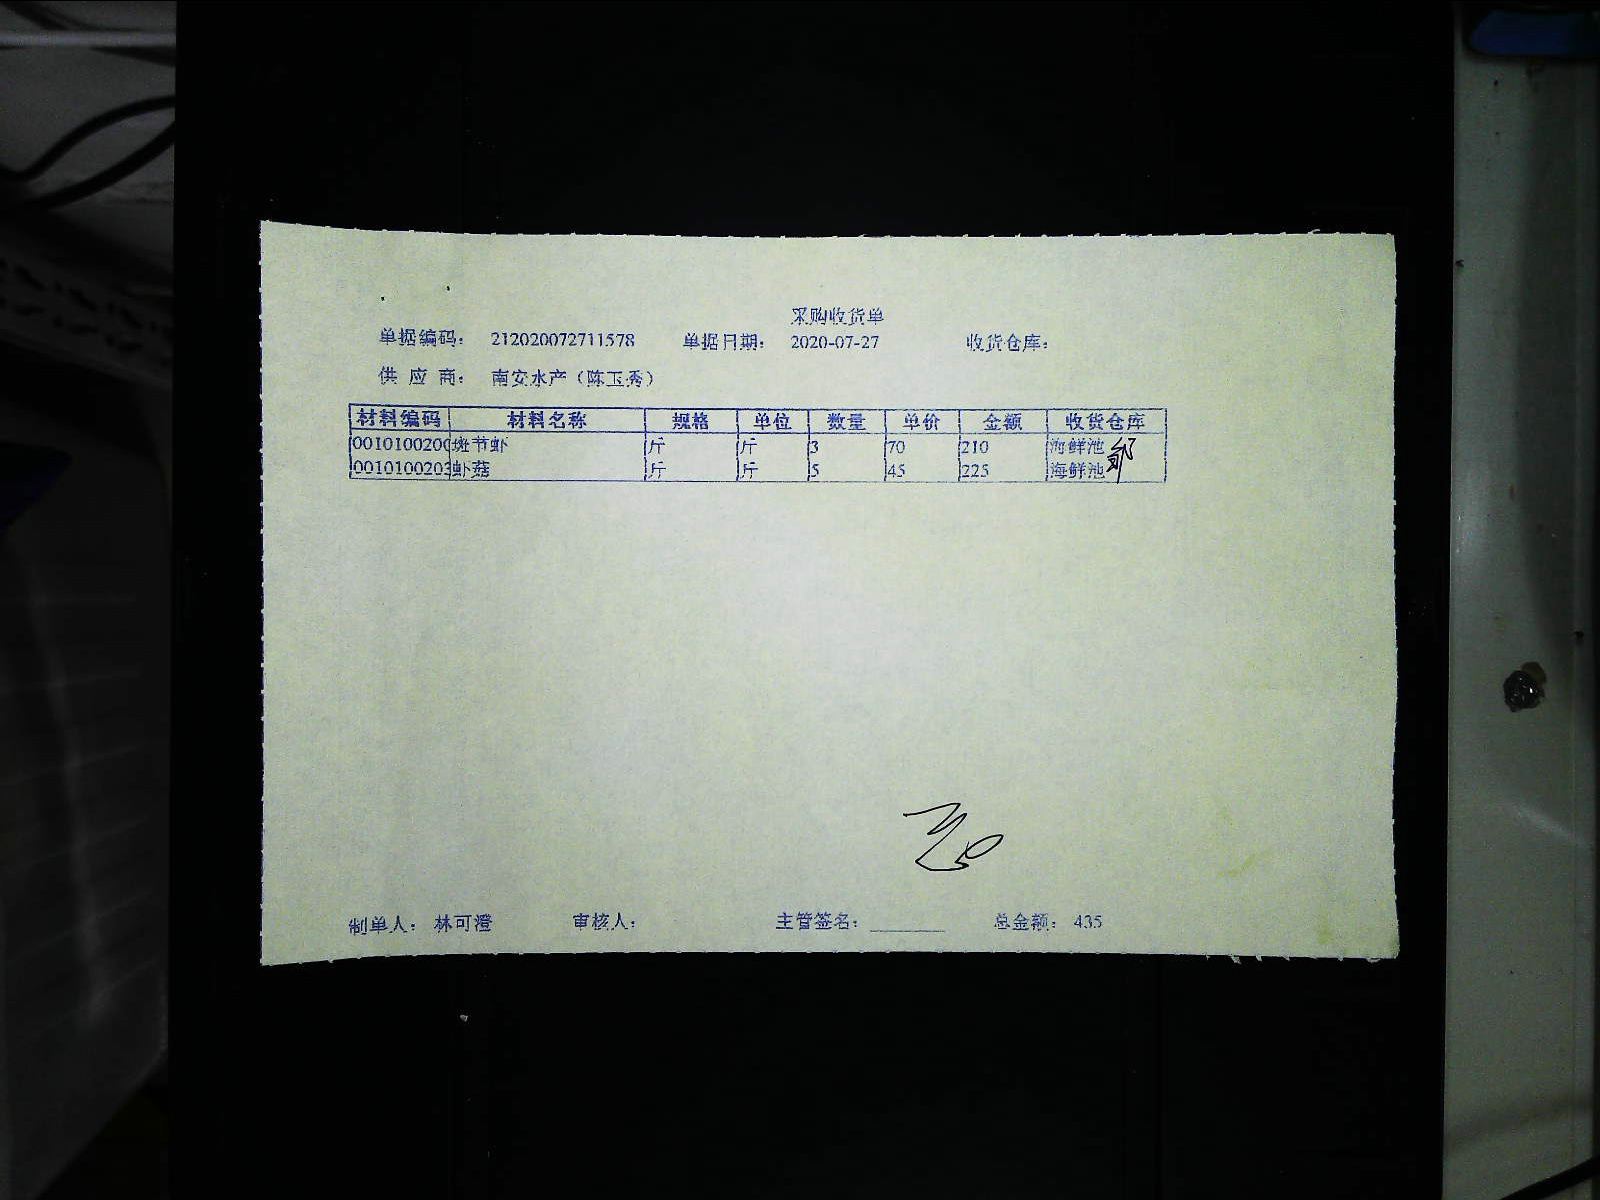 采购收货单
单据编码： 212020072711578 单据日期： 2020-07-27 收货仓库：
供 应 商： 南安水产（陈玉秀）
材料编码 材料名称 规格 单位 数量 单价 金额 收货仓库
0010100200 斑节虾 斤 斤 3 70 210 海鲜池
0010100203 虾菇 斤 斤 5 45 225 海鲜池
制单人： 林可澄 审核人： 主管签名： 总金额： 435